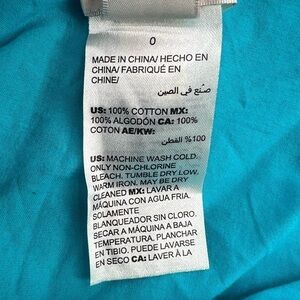 0
MADE IN CHINA/ HECHO EN
CHINA/ FABRIQUÉ EN
CHINE/
صنع في الصين
US: 100% COTTON MX:
100% ALGODÓN CA: 100%
COTON AE/KW:
100% القطن
US: MACHINE WASH COLD.
ONLY NON-CHLORINE
BLEACH. TUMBLE DRY LOW.
WARM IRON. MAY BE DRY
CLEANED MX: LAVAR A
MÁQUINA CON AGUA FRIA.
SOLAMENTE
BLANQUEADOR SIN CLORO.
SECAR A MÁQUINA A BAJA
TEMPERATURA. PLANCHAR
EN TIBIO. PUEDE LAVARSE
EN SECO CA: LAVER À LA